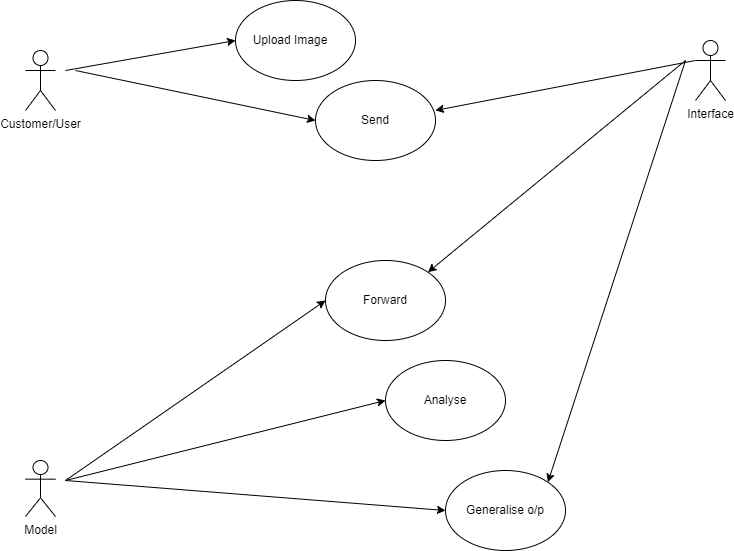 Upload Image
Customer/User
Send
Interface
Forward
Analyse
Generalise o/p
Model